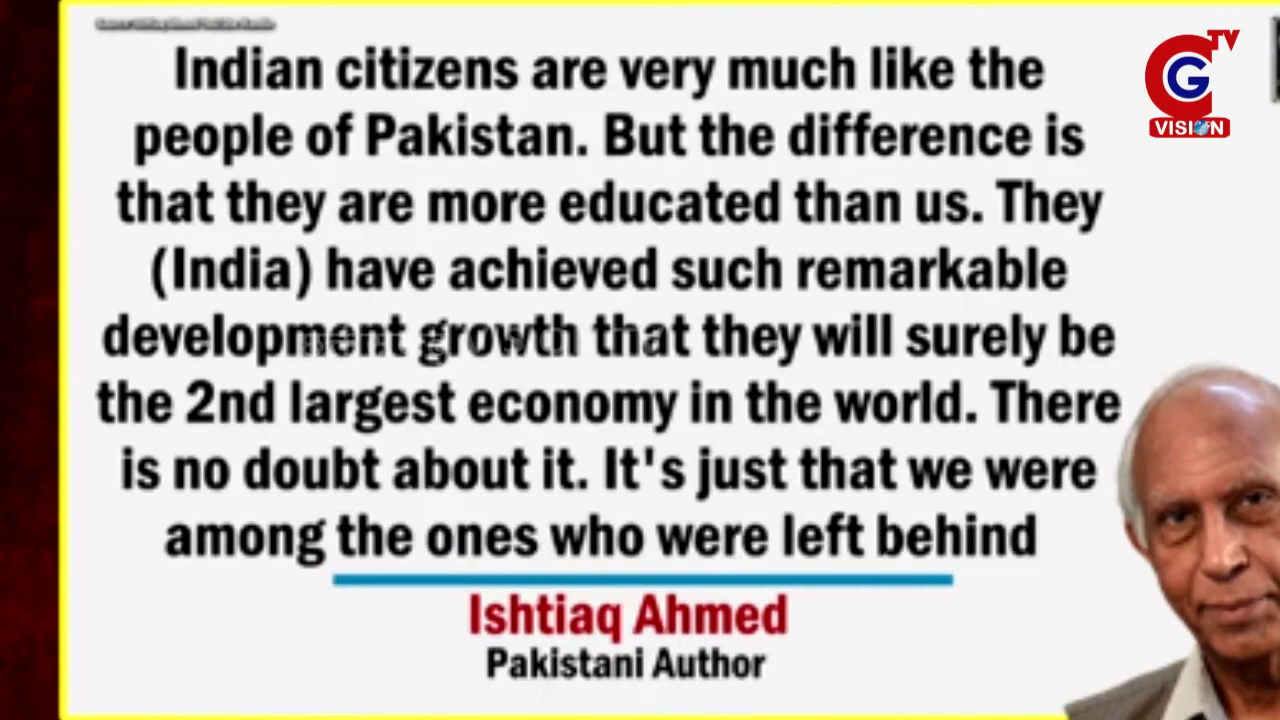 TV
CG
VISION
Indian citizens are very much like the
people of Pakistan. But the difference is
that they are more educated than us. They
(India) have achieved such remarkable
development growth that they will surely be
the 2nd largest economy in the world. There
is no doubt about it. It's just that we were
among the ones who were left behind
Ishtiaq Ahmed
Pakistani Author